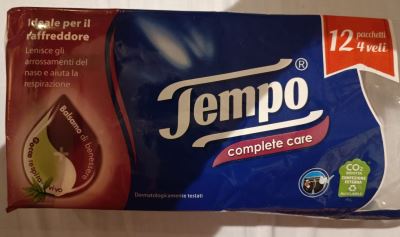 Ideale per il
raffreddore
Lenisce gli
arrossamenti del
naso e aiuta la
respirazione
Balsamo di benessere
12 pacchetti
4 veli
Tempo®
complete care
Dermatologicamente testati
CO2